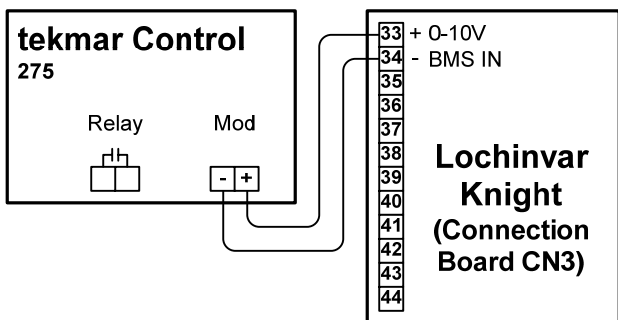 tekmar Control
275
Relay
Mod
- +
33 + 0-10V
34 - BMS IN
35
36
37
38
39
40
41
42
43
44
Lochinvar
Knight
(Connection
Board CN3)